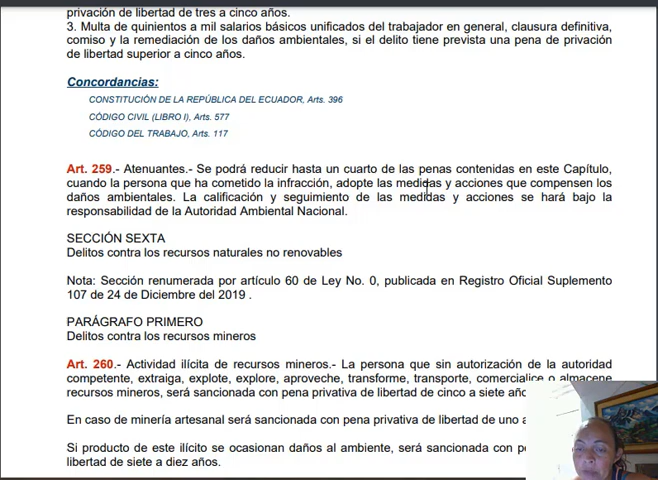 privación de libertad de tres a cinco años.
3. Multa de quinientos a mil salarios básicos unificados del trabajador en general, clausura definitiva,
comiso y la remediación de los daños ambientales, si el delito tiene prevista una pena de privación
de libertad superior a cinco años.
Concordancias:
CONSTITUCIÓN DE LA REPÚBLICA DEL ECUADOR, Arts. 396
CÓDIGO CIVIL (LIBRO I), Arts. 577
CÓDIGO DEL TRABAJO, Arts. 117
Art. 259.- Atenuantes.- Se podrá reducir hasta un cuarto de las penas contenidas en este Capítulo,
cuando la persona que ha cometido la infracción, adopte las medidas y acciones que compensen los
daños ambientales. La calificación y seguimiento de las medidas y acciones se hará bajo la
responsabilidad de la Autoridad Ambiental Nacional.
SECCIÓN SEXTA
Delitos contra los recursos naturales no renovables
Nota: Sección renumerada por artículo 60 de Ley No. 0, publicada en Registro Oficial Suplemento
107 de 24 de Diciembre del 2019 .
PARÁGRAFO PRIMERO
Delitos contra los recursos mineros
Art. 260.- Actividad ilícita de recursos mineros.- La persona que sin autorización de la autoridad
competente, extraiga, explote, explore, aproveche, transforme, transporte, comercialice o almacene
recursos mineros, será sancionada con pena privativa de libertad de cinco a siete
En caso de minería artesanal será sancionada con pena privativa de libertad de uno a
Si producto de este ilícito se ocasionan daños al ambiente, será sancionada con
libertad de siete a diez años.